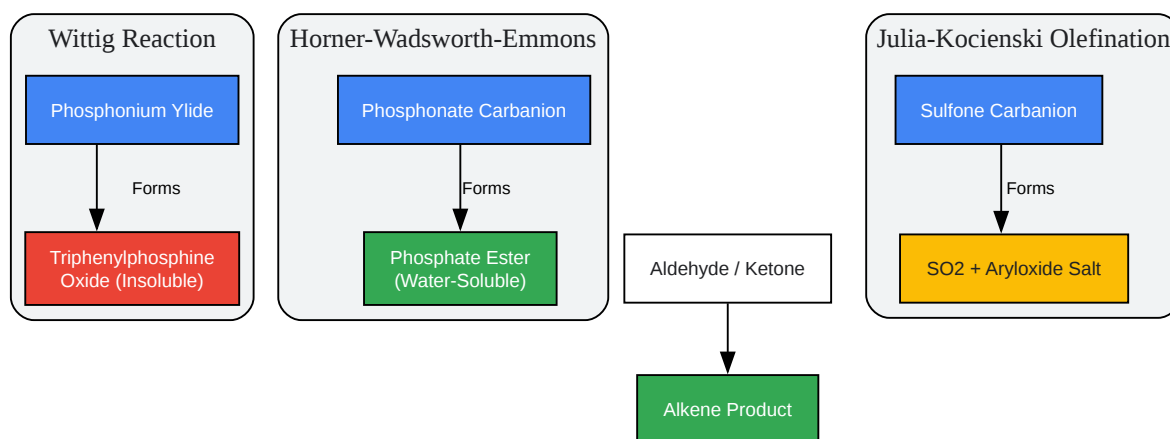 Wittig Reaction
Phosphonium Ylide
Forms
Triphenylphosphine
Oxide (Insoluble)
Horner-Wadsworth-Emmons
Phosphonate Carbanion
Forms
Phosphate Ester
(Water-Soluble)
Aldehyde / Ketone
Alkene Product
Julia-Kocienski Olefination
Sulfone Carbanion
Forms
SO2 + Aryloxide Salt